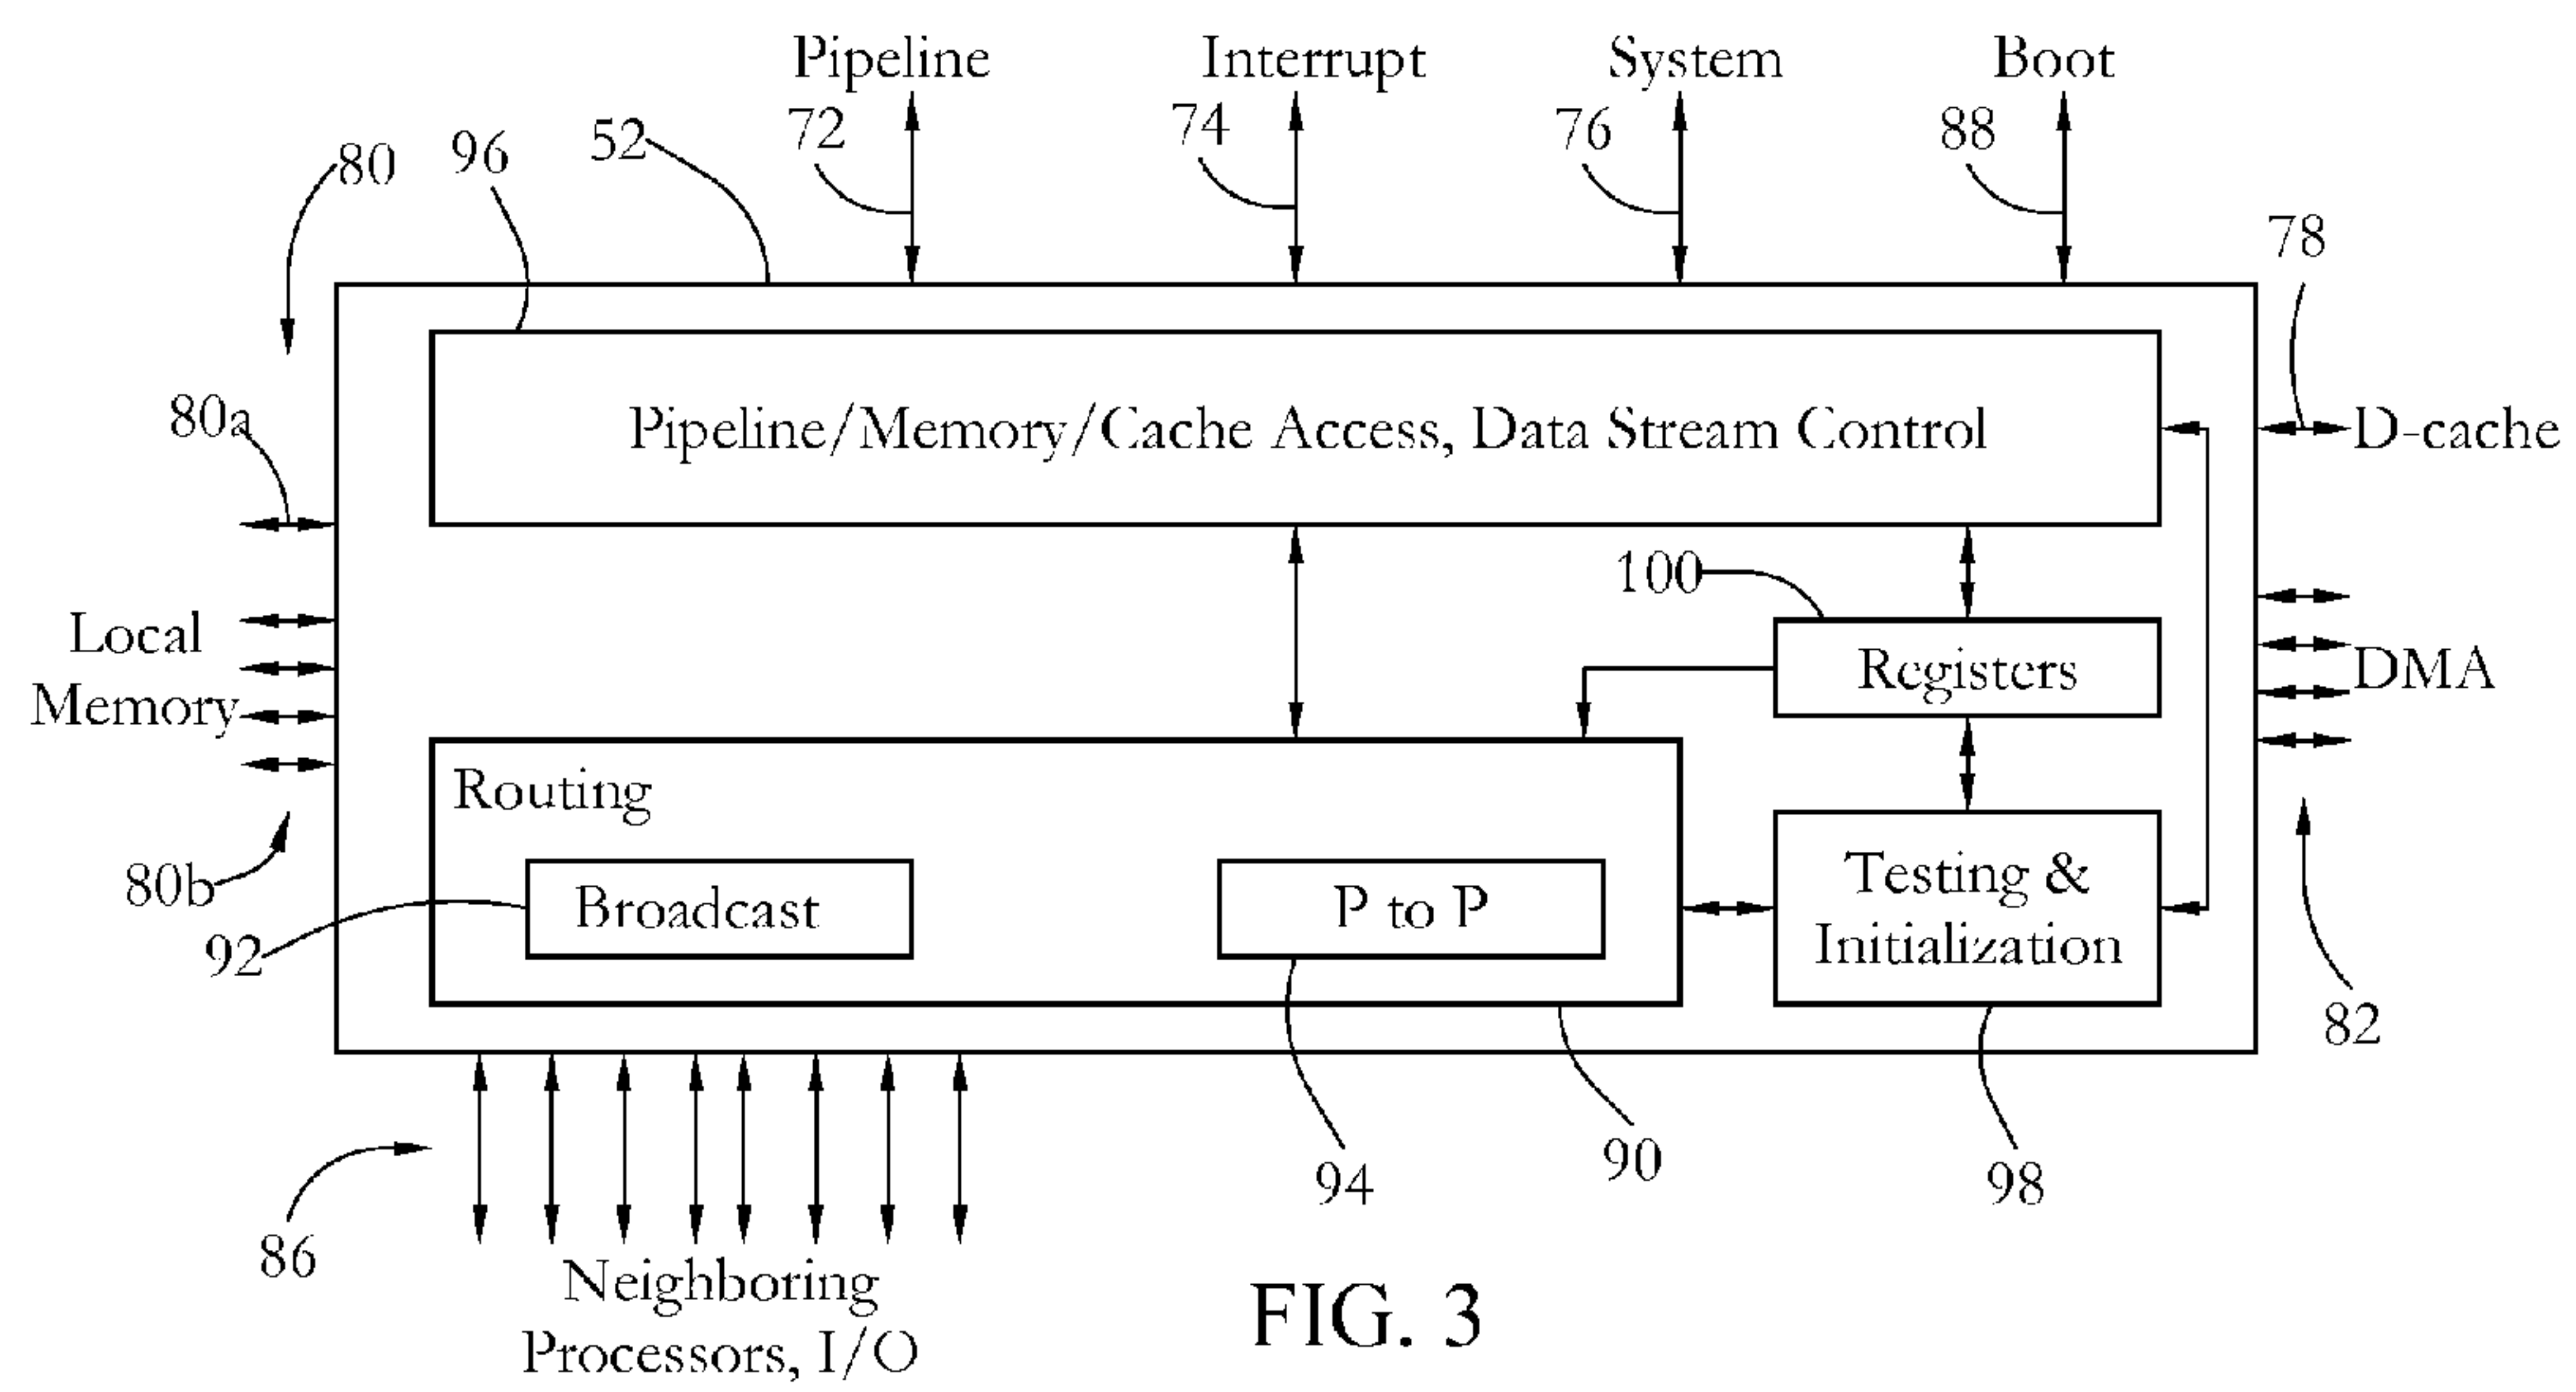 Pipeline
Interrupt
System
Boot
72
74
76
88
52
80
96
78
80a
Pipeline/Memory/Cache Access, Data Stream Control
D-cache
100
Local
Memory
Registers
DMA
Routing
80b
Broadcast
P to P
Testing &
Initialization
92
82
90
94
98
86
Neighboring
Processors, I/O
FIG. 3